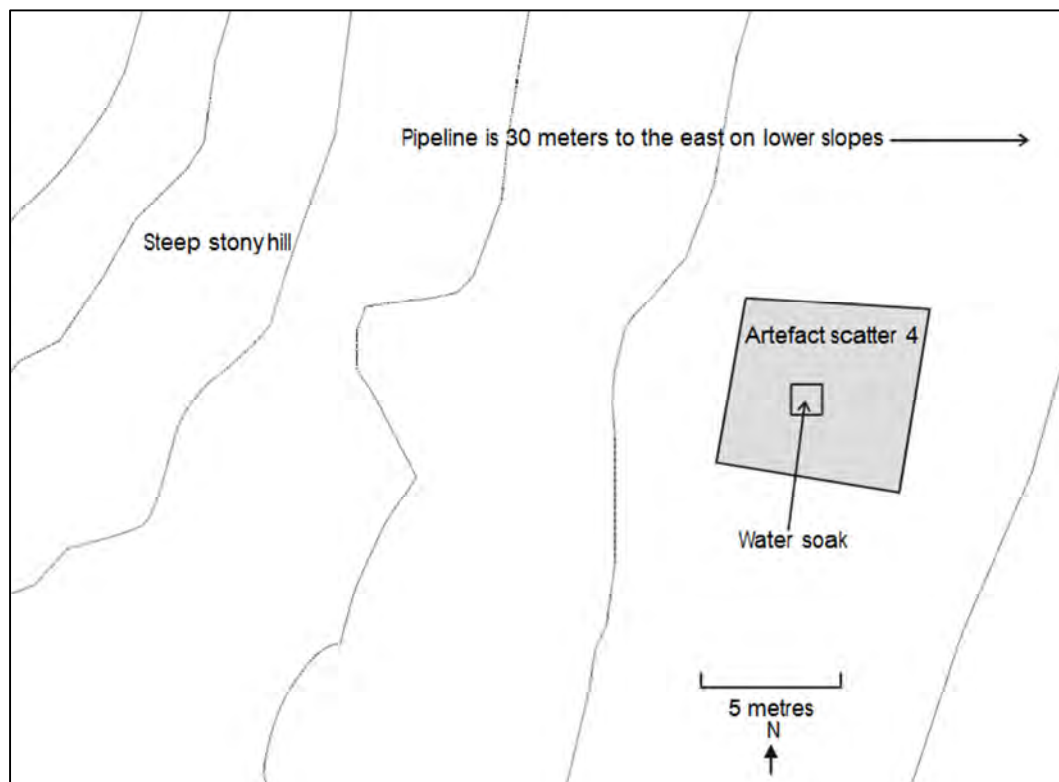 Pipeline is 30 meters to the east on lower slopes
Steep stony hill
Artefact scatter 4
Water soak
5 metres
N